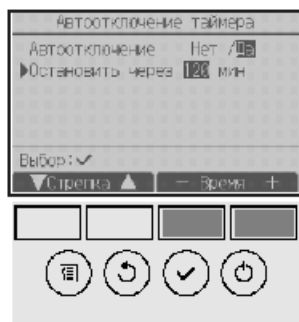 Автоотключение таймера
Автоотключение Нет /Да
▶Остановить через 120 мин
Выбор:✓
▼Стрелка ▲ − Время +